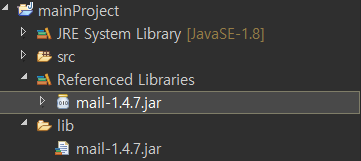 mainProject
JRE System Library [JavaSE-1.8]
src
Referenced Libraries
mail-1.4.7.jar
lib
mail-1.4.7.jar